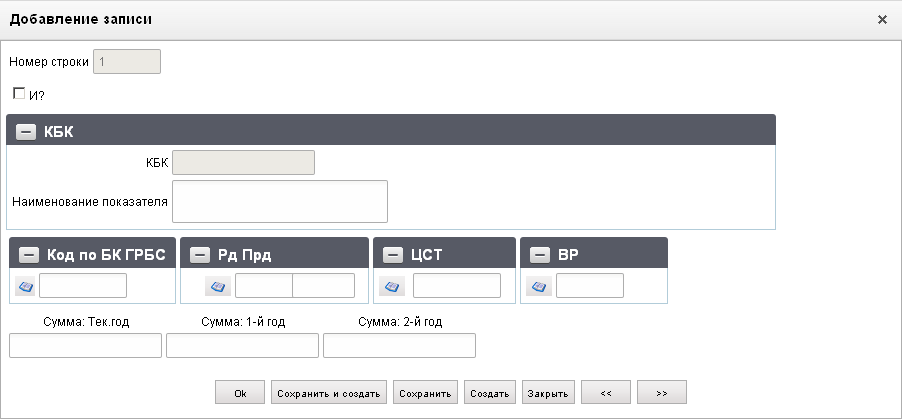 Добавление записи ×
Номер строки 1
И?
КБК
КБК
Наименование показателя
Код по БК ГРБС Рд Прд ЦСТ ВР
Сумма: Тек.год Сумма: 1-й год Сумма: 2-й год
Ok Сохранить и создать Сохранить Создать Закрыть << >>